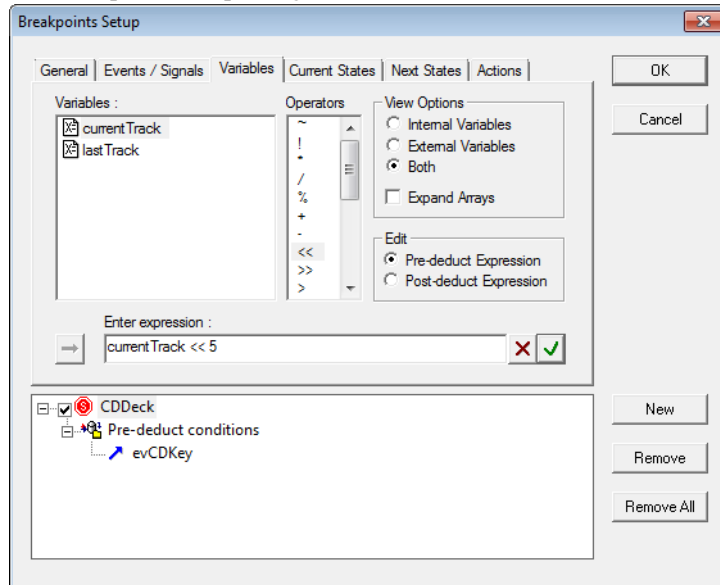 Breakpoints Setup
General Events / Signals Variables Current States Next States Actions
OK
Cancel
Variables :
currentTrack
lastTrack
Operators
~
!
*
/
%
+
-
<<
>>
>
View Options
Internal Variables
External Variables
Both
Expand Arrays
Edit
Pre-deduct Expression
Post-deduct Expression
Enter expression :
currentTrack << 5
CDDeck
Pre-deduct conditions
evCDKey
New
Remove
Remove All